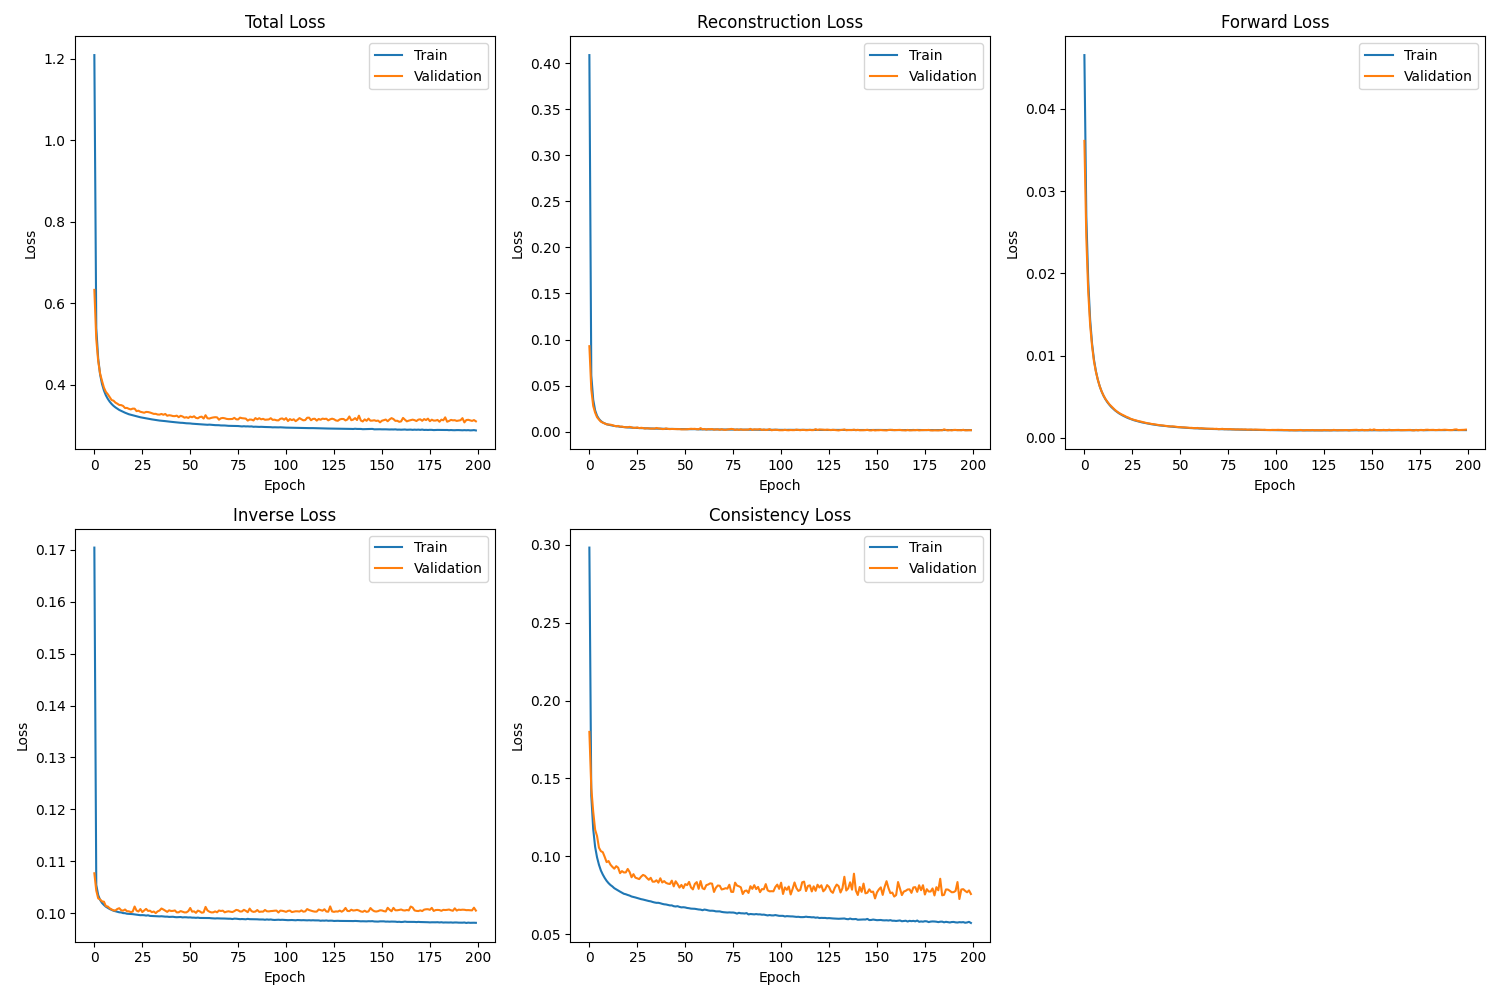 Total Loss
Train
Validation
1.2
1.0
0.8
0.6
0.4
Loss
0 25 50 75 100 125 150 175 200
Epoch
Reconstruction Loss
Train
Validation
0.40
0.35
0.30
0.25
0.20
0.15
0.10
0.05
0.00
Loss
0 25 50 75 100 125 150 175 200
Epoch
Forward Loss
Train
Validation
0.04
0.03
0.02
0.01
0.00
Loss
0 25 50 75 100 125 150 175 200
Epoch
Inverse Loss
Train
Validation
0.17
0.16
0.15
0.14
0.13
0.12
0.11
0.10
Loss
0 25 50 75 100 125 150 175 200
Epoch
Consistency Loss
Train
Validation
0.30
0.25
0.20
0.15
0.10
0.05
Loss
0 25 50 75 100 125 150 175 200
Epoch